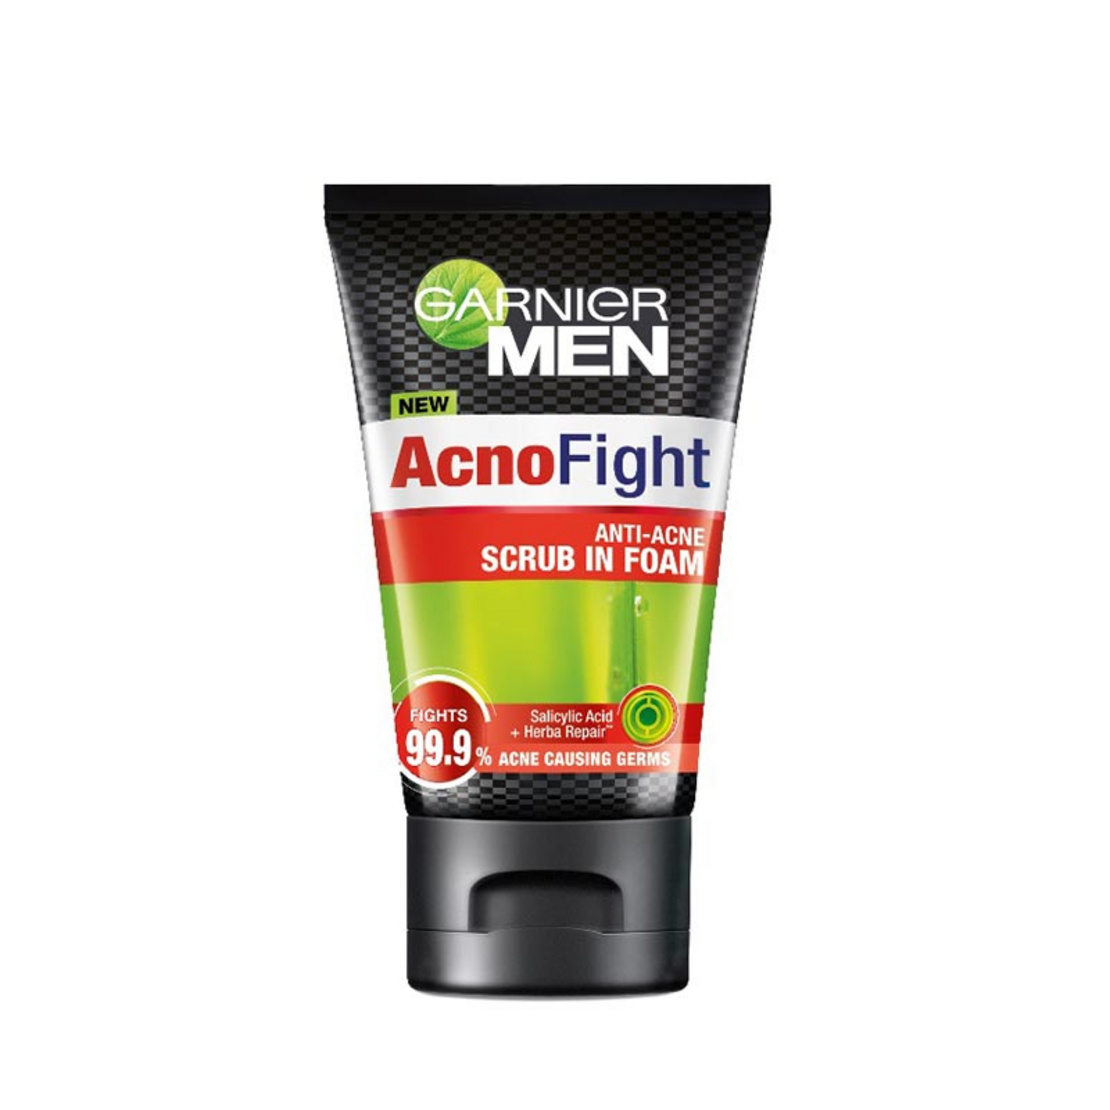 GARNIER
MEN
NEW
AcnoFight
ANTI-ACNE
SCRUB IN FOAM
FIGHTS
99.9%
Salicylic Acid
+ Herba Repair™
ACNE CAUSING GERMS